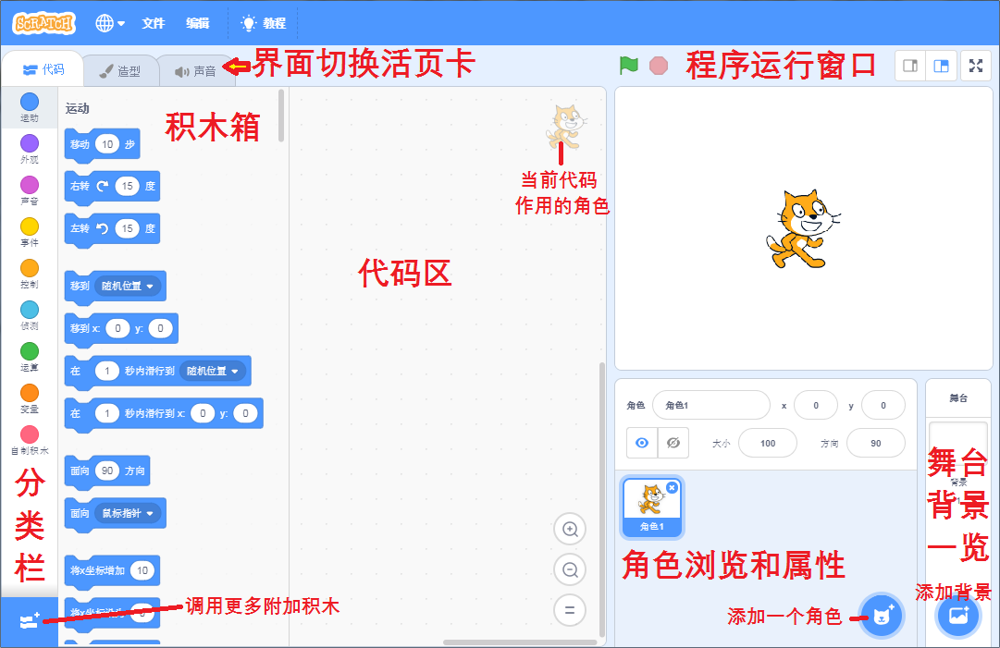 SCRATCH 文件 编辑 教程
代码 造型 声音 界面切换活页卡 程序运行窗口
运动
运动
外观
声音
事件
控制
侦测
运算
变量
自制积木
分类栏
积木箱
移动 10 步
右转 15 度
左转 15 度
移到 随机位置
移到 x: 0 y: 0
在 1 秒内滑行到 随机位置
在 1 秒内滑行到 x: 0 y: 0
面向 90 方向
面向 鼠标指针
将x坐标增加 10
调用更多附加积木
当前代码
作用的角色
代码区
角色 角色1 x 0 y 0
大小 100 方向 90
角色1
角色浏览和属性
添加一个角色
舞台
背景
舞台
背景
一览
添加背景